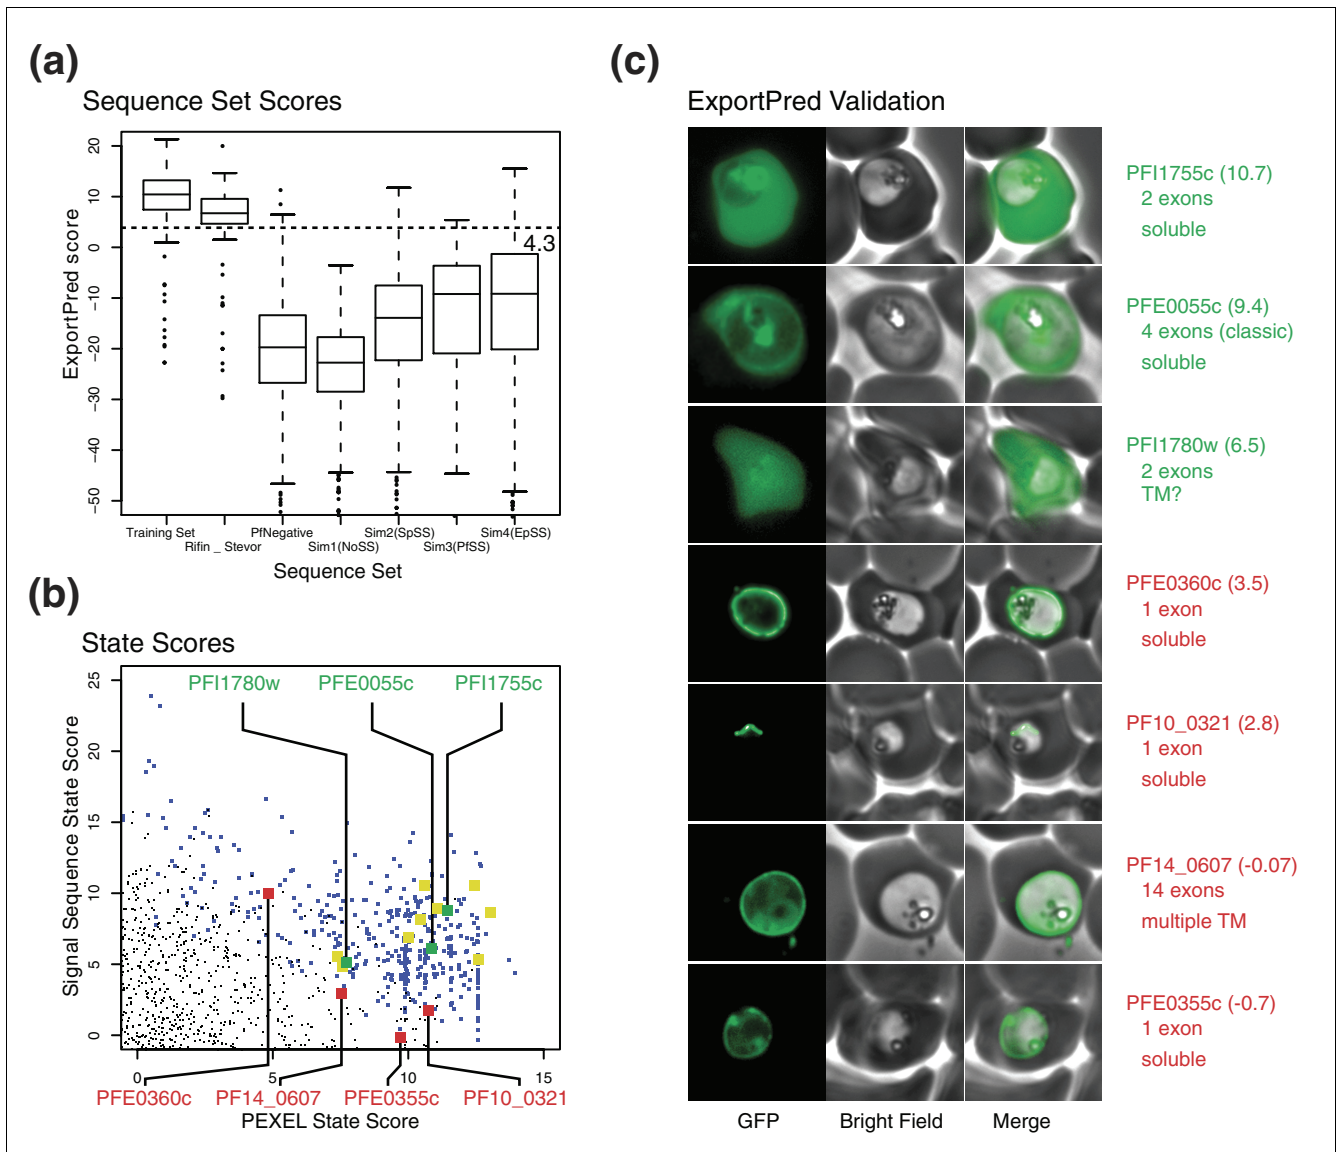 (a)
Sequence Set Scores
ExportPred score
20
10
0
−10
−20
−30
−40
−50
4.3
Training Set
Rifin _ Stevor
PfNegative
Sim1(NoSS)
Sim2(SpSS)
Sim3(PfSS)
Sim4(EpSS)
Sequence Set
(b)
State Scores
Signal Sequence State Score
25
20
15
10
5
0
PFI1780w
PFE0055c
PFI1755c
0
5
10
15
PFE0360c
PF14_0607
PFE0355c
PF10_0321
PEXEL State Score
(c)
ExportPred Validation
PFI1755c (10.7)
2 exons
soluble
PFE0055c (9.4)
4 exons (classic)
soluble
PFI1780w (6.5)
2 exons
TM?
PFE0360c (3.5)
1 exon
soluble
PF10_0321 (2.8)
1 exon
soluble
PF14_0607 (-0.07)
14 exons
multiple TM
PFE0355c (-0.7)
1 exon
soluble
GFP
Bright Field
Merge